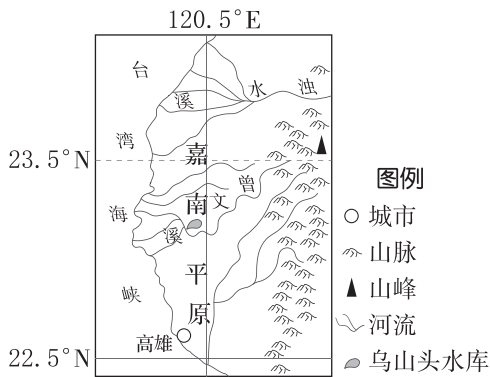 120.5°E
台湾海峡
浊水溪
23.5°N
嘉南平原
曾文溪
高雄
22.5°N
图例
城市
山脉
山峰
河流
乌山头水库